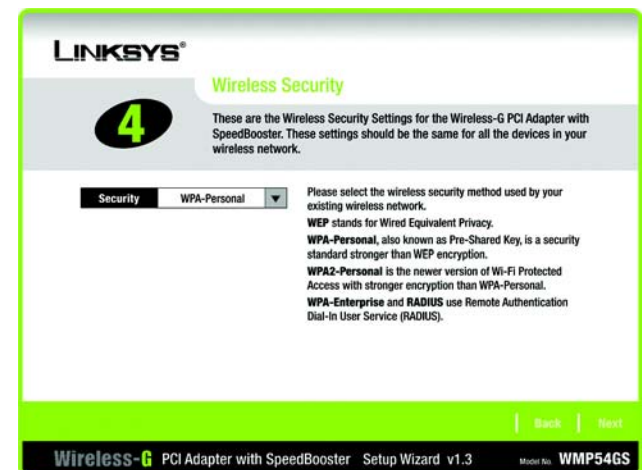 LINKSYS®
Wireless Security
4
These are the Wireless Security Settings for the Wireless-G PCI Adapter with
SpeedBooster. These settings should be the same for all the devices in your
wireless network.
Security WPA-Personal
Please select the wireless security method used by your
existing wireless network.
WEP stands for Wired Equivalent Privacy.
WPA-Personal, also known as Pre-Shared Key, is a security
standard stronger than WEP encryption.
WPA2-Personal is the newer version of Wi-Fi Protected
Access with stronger encryption than WPA-Personal.
WPA-Enterprise and RADIUS use Remote Authentication
Dial-In User Service (RADIUS).
Back | Next
Wireless-G PCI Adapter with SpeedBooster Setup Wizard v1.3 Model No. WMP54GS